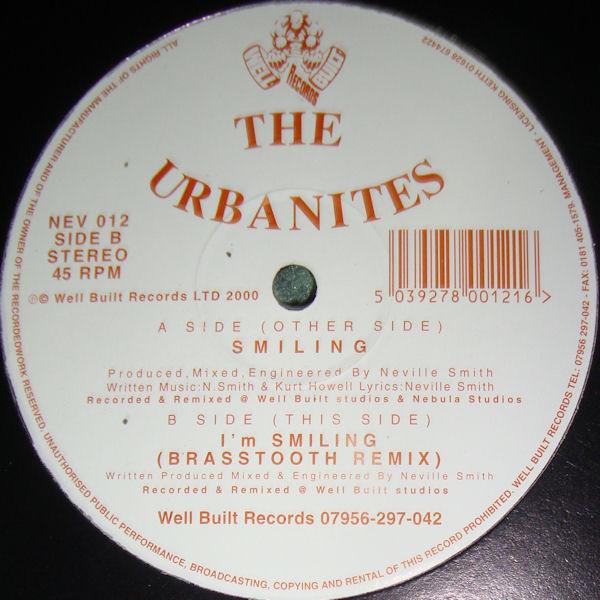 WELL BUILT
RECORDS
THE
URBANITES
NEV 012
SIDE B
STEREO
45 RPM
℗© Well Built Records LTD 2000
5 039278 001216 >
A SIDE (OTHER SIDE)
SMILING
Produced,Mixed,Engineered By Neville Smith
Written Music:N.Smith & Kurt Howell Lyrics:Neville Smith
Recorded & Remixed @ Well Built studios & Nebula Studios
B SIDE (THIS SIDE)
I'm SMILING
(BRASSTOOTH REMIX)
Written Produced Mixed & Engineered By Neville Smith
Recorded & Remixed @ Well Built studios
Well Built Records 07956-297-042
ALL RIGHTS OF THE MANUFACTURER AND OF THE OWNER OF THE RECORDEDWORK RESERVED. UNAUTHORISED PUBLIC PERFORMANCE, BROADCASTING, COPYING AND RENTAL OF THIS RECORD PROHIBITED. WELL BUILT RECORDS TEL: 07956 297-042 - FAX: 0181 405-1579. MANAGEMENT - LICENSING KEITH 01628 674422